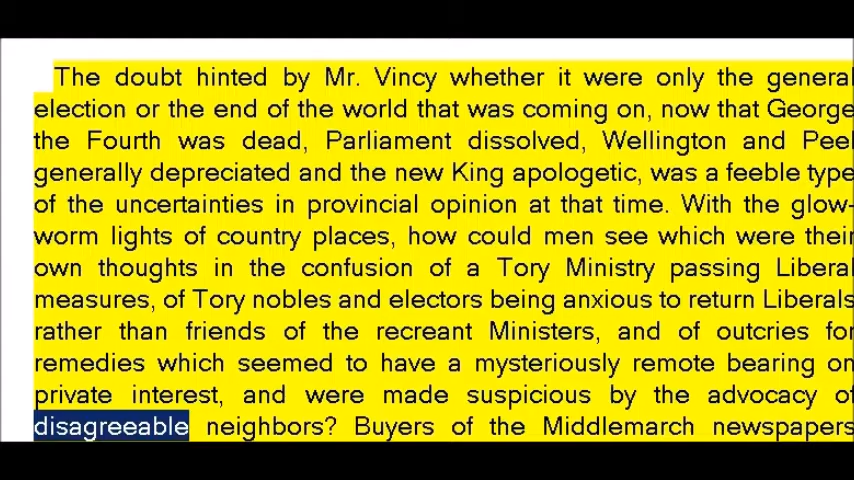 The doubt hinted by Mr. Vincy whether it were only the general
election or the end of the world that was coming on, now that George
the Fourth was dead, Parliament dissolved, Wellington and Peel
generally depreciated and the new King apologetic, was a feeble type
of the uncertainties in provincial opinion at that time. With the glow-
worm lights of country places, how could men see which were their
own thoughts in the confusion of a Tory Ministry passing Liberal
measures, of Tory nobles and electors being anxious to return Liberals
rather than friends of the recreant Ministers, and of outcries for
remedies which seemed to have a mysteriously remote bearing on
private interest, and were made suspicious by the advocacy of
disagreeable neighbors? Buyers of the Middlemarch newspapers